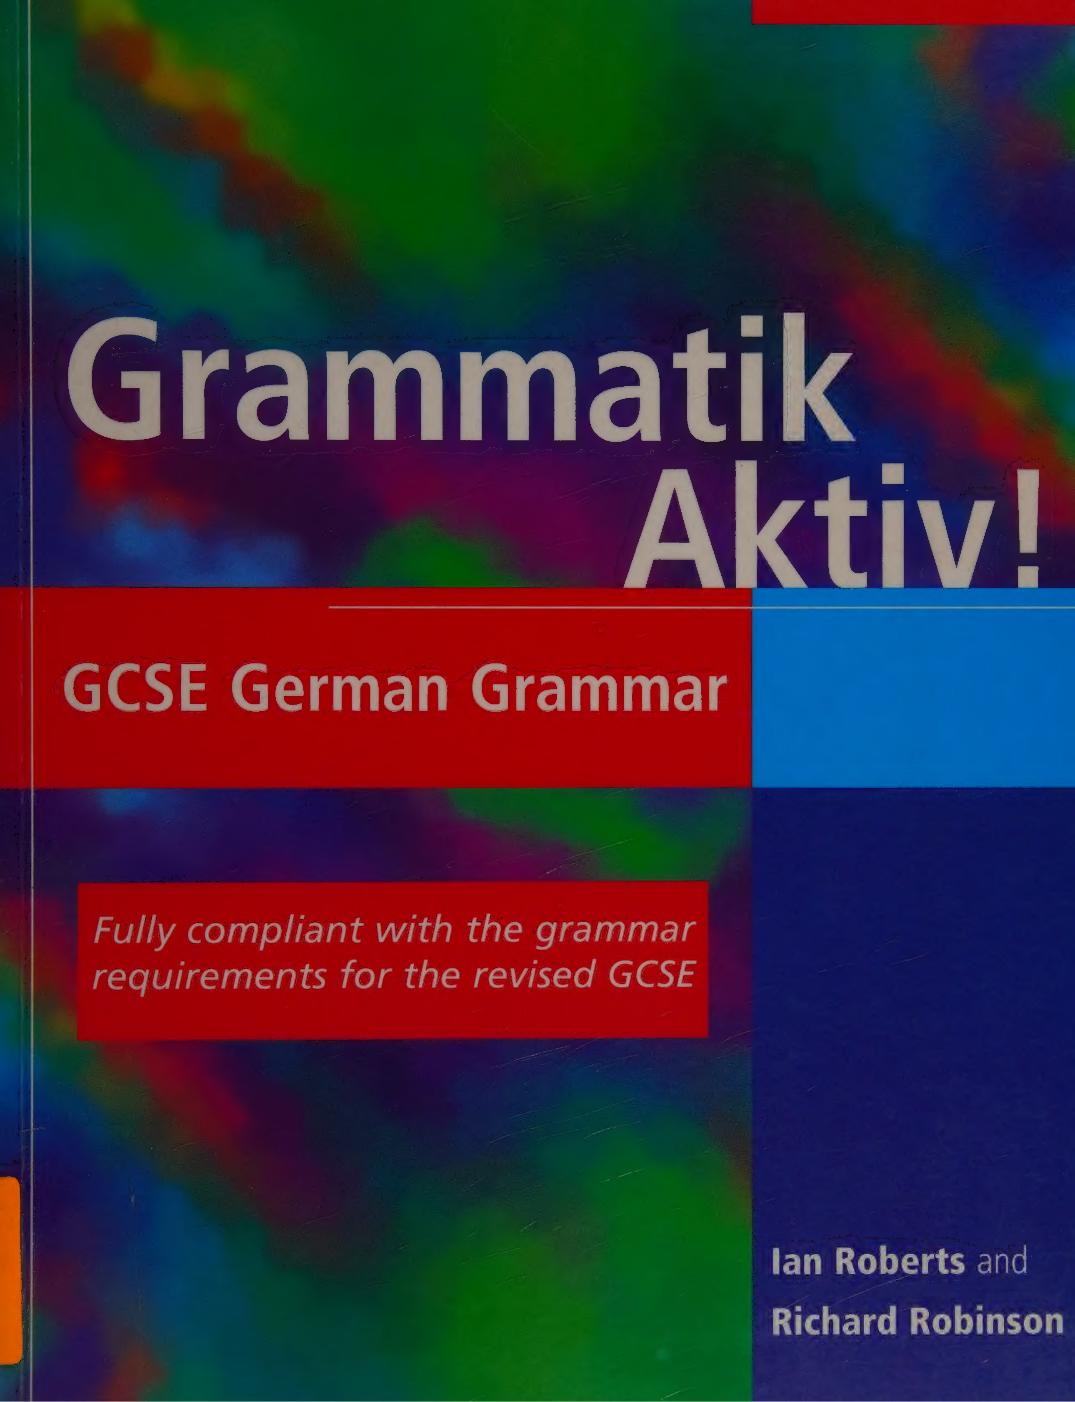 Grammatik
Aktiv!
GCSE German Grammar
Fully compliant with the grammar
requirements for the revised GCSE
Ian Roberts and
Richard Robinson